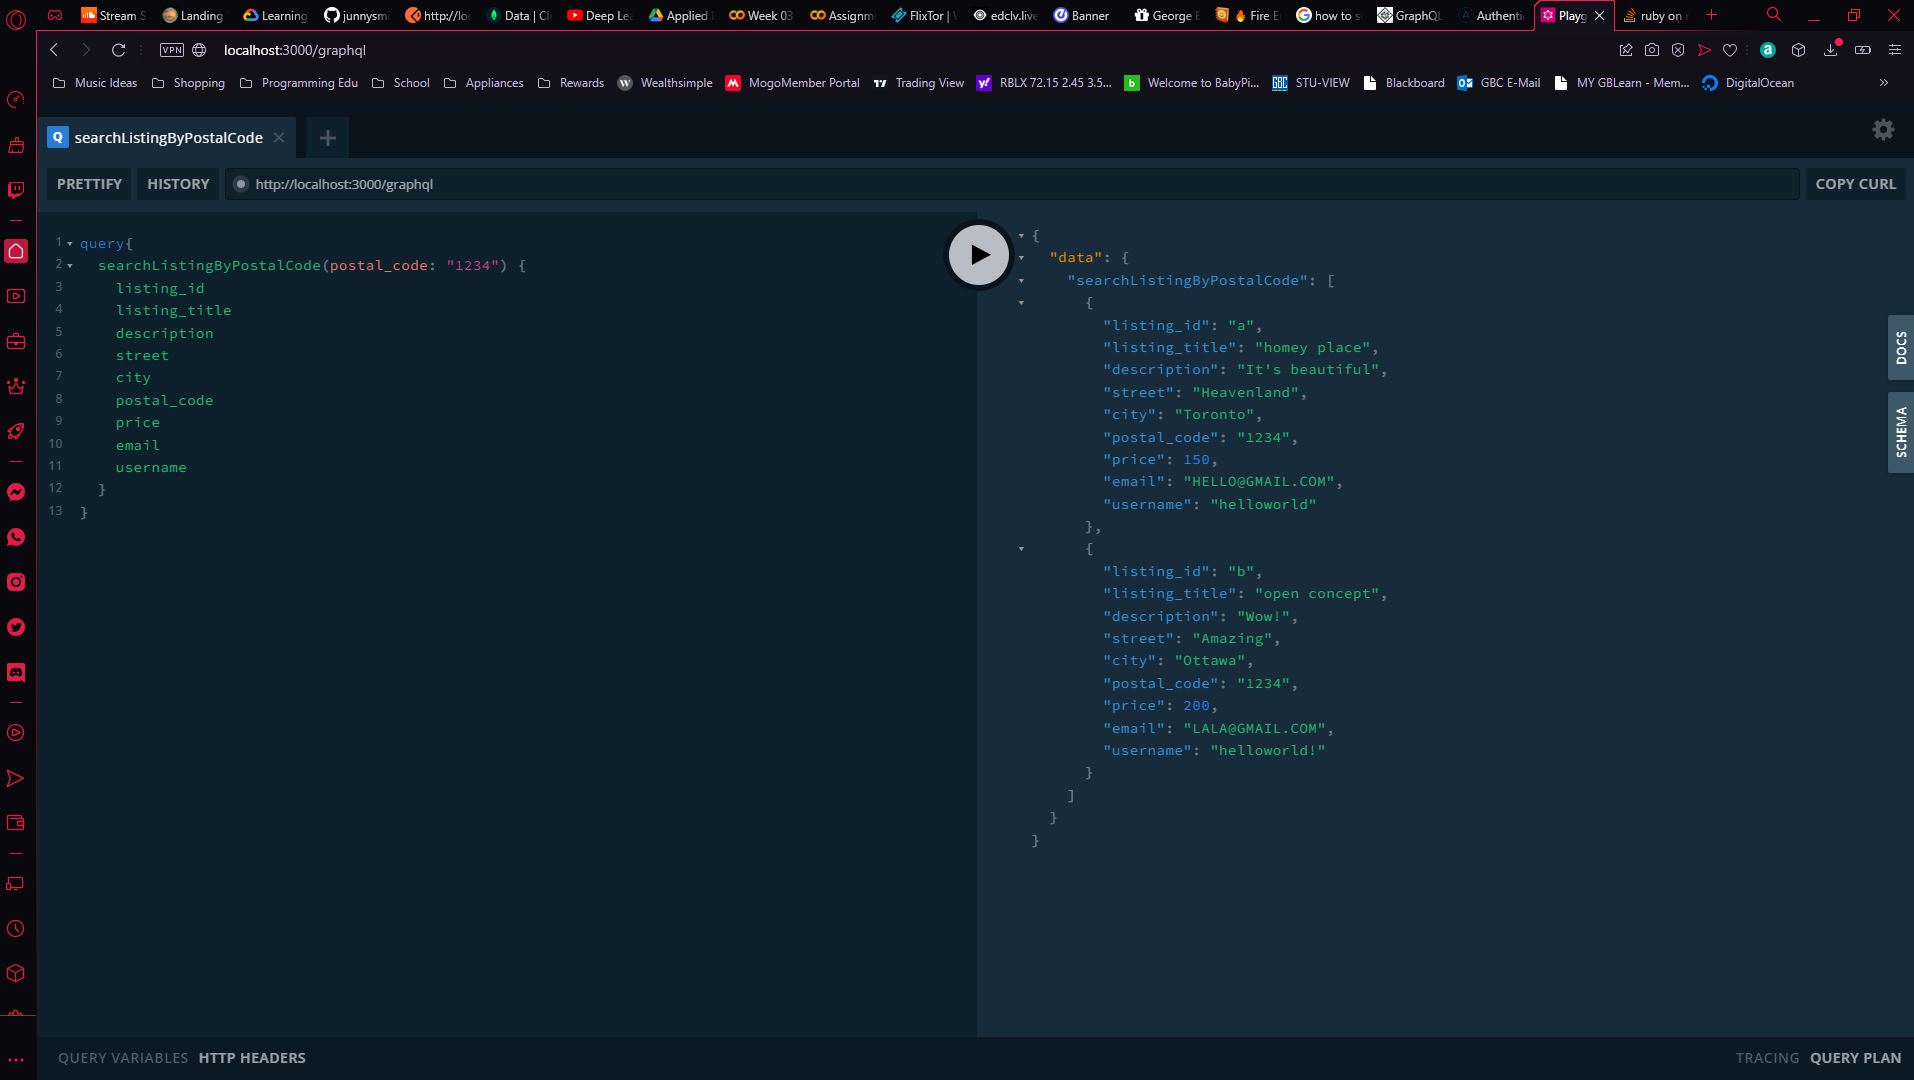 Stream S Landing Learning junnysm http://loc Data | Cl Deep Lea Applied Week 03 Assignm FlixTor | edclv.live Banner George B Fire E how to s GraphQL Authenti Playg ruby on
VPN localhost:3000/graphql
Music Ideas Shopping Programming Edu School Appliances Rewards Wealthsimple MogoMember Portal Trading View RBLX 72.15 2.45 3.5... Welcome to BabyPi... STU-VIEW Blackboard GBC E-Mail MY GBLearn - Mem... DigitalOcean
Q searchListingByPostalCode
PRETTIFY HISTORY http://localhost:3000/graphql COPY CURL
1 query{
2 searchListingByPostalCode(postal_code: "1234") {
3 listing_id
4 listing_title
5 description
6 street
7 city
8 postal_code
9 price
10 email
11 username
12 }
13 }
{
"data": {
"searchListingByPostalCode": [
{
"listing_id": "a",
"listing_title": "homey place",
"description": "It's beautiful",
"street": "Heavenland",
"city": "Toronto",
"postal_code": "1234",
"price": 150,
"email": "HELLO@GMAIL.COM",
"username": "helloworld"
},
{
"listing_id": "b",
"listing_title": "open concept",
"description": "Wow!",
"street": "Amazing",
"city": "Ottawa",
"postal_code": "1234",
"price": 200,
"email": "LALA@GMAIL.COM",
"username": "helloworld!"
}
]
}
}
DOCS
SCHEMA
QUERY VARIABLES HTTP HEADERS
TRACING QUERY PLAN